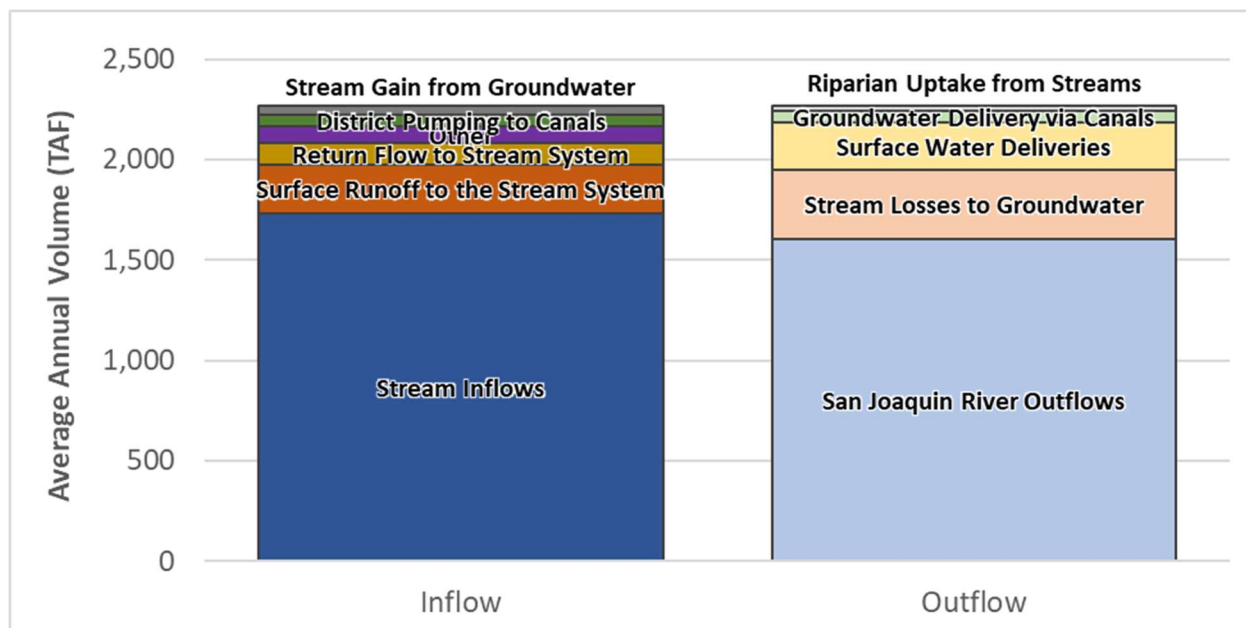 Average Annual Volume (TAF)
2,500
2,000
1,500
1,000
500
0
Stream Gain from Groundwater
District Pumping to Canals
Other
Return Flow to Stream System
Surface Runoff to the Stream System
Stream Inflows
Riparian Uptake from Streams
Groundwater Delivery via Canals
Surface Water Deliveries
Stream Losses to Groundwater
San Joaquin River Outflows
Inflow
Outflow